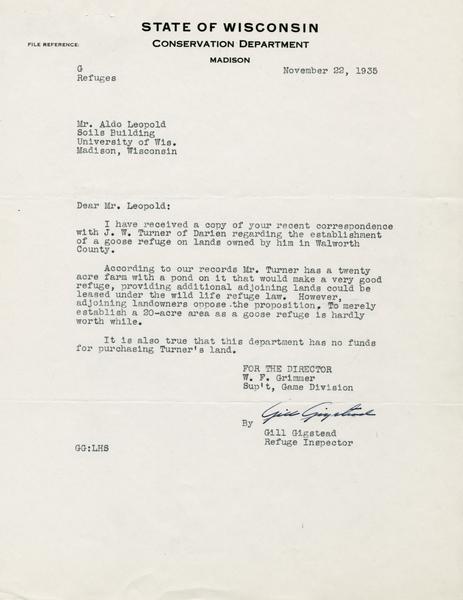 STATE OF WISCONSIN
FILE REFERENCE: CONSERVATION DEPARTMENT
MADISON
G
Refuges
November 22, 1935
Mr. Aldo Leopold
Soils Building
University of Wis.
Madison, Wisconsin
Dear Mr. Leopold:
I have received a copy of your recent correspondence
with J. W. Turner of Darien regarding the establishment
of a goose refuge on lands owned by him in Walworth
County.
According to our records Mr. Turner has a twenty
acre farm with a pond on it that would make a very good
refuge, providing additional adjoining lands could be
leased under the wild life refuge law. However,
adjoining landowners oppose the proposition. To merely
establish a 20-acre area as a goose refuge is hardly
worth while.
It is also true that this department has no funds
for purchasing Turner's land.
FOR THE DIRECTOR
W. F. Grimmer
Sup't, Game Division
Gill Gigstead
By
Gill Gigstead
Refuge Inspector
GG:LHS